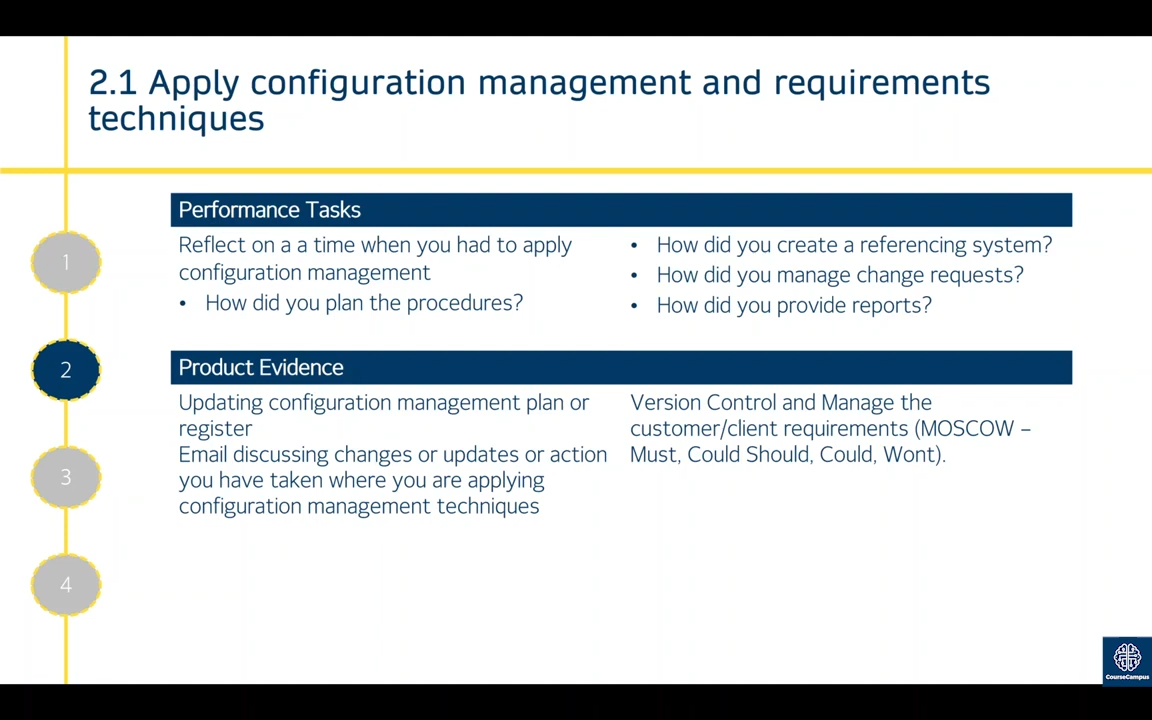 2.1 Apply configuration management and requirements
techniques
Performance Tasks
Reflect on a a time when you had to apply
configuration management
• How did you plan the procedures?
• How did you create a referencing system?
• How did you manage change requests?
• How did you provide reports?
Product Evidence
Updating configuration management plan or
register
Email discussing changes or updates or action
you have taken where you are applying
configuration management techniques
Version Control and Manage the
customer/client requirements (MOSCOW –
Must, Could Should, Could, Wont).
1
2
3
4
CourseCampus